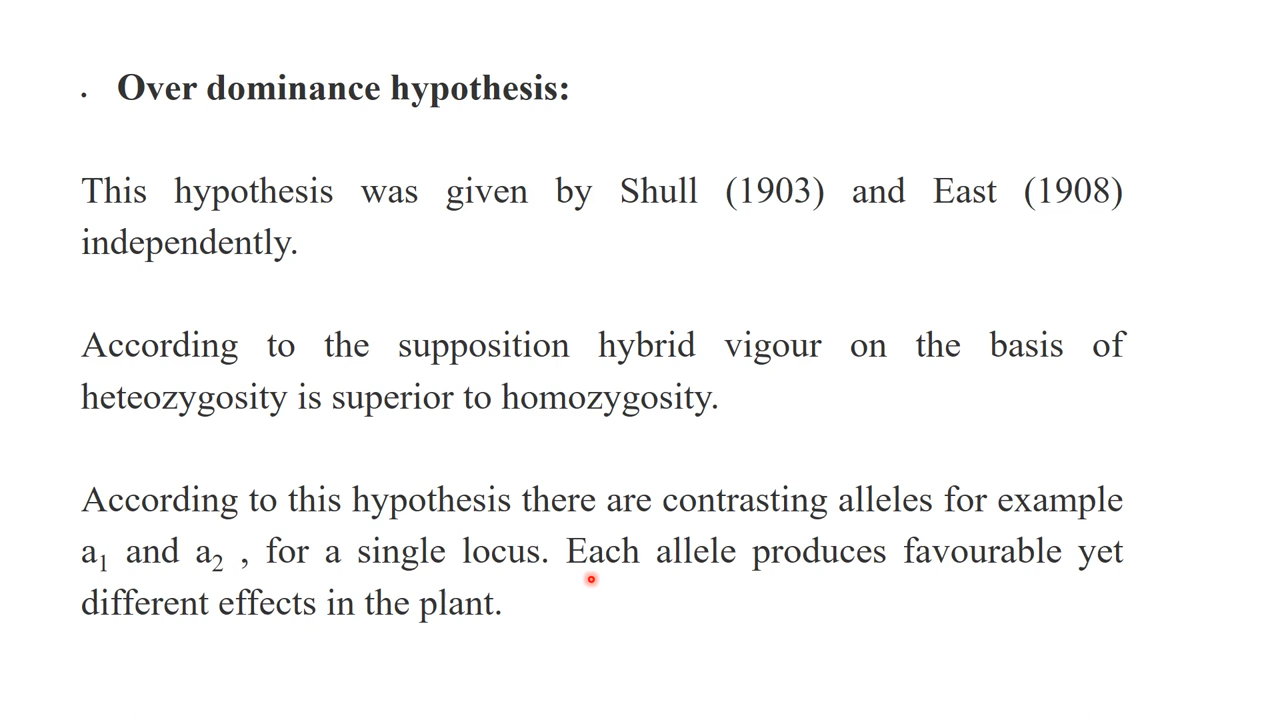 . Over dominance hypothesis:
This hypothesis was given by Shull (1903) and East (1908)
independently.
According to the supposition hybrid vigour on the basis of
heteozygosity is superior to homozygosity.
According to this hypothesis there are contrasting alleles for example
a₁ and a₂ , for a single locus. Each allele produces favourable yet
different effects in the plant.